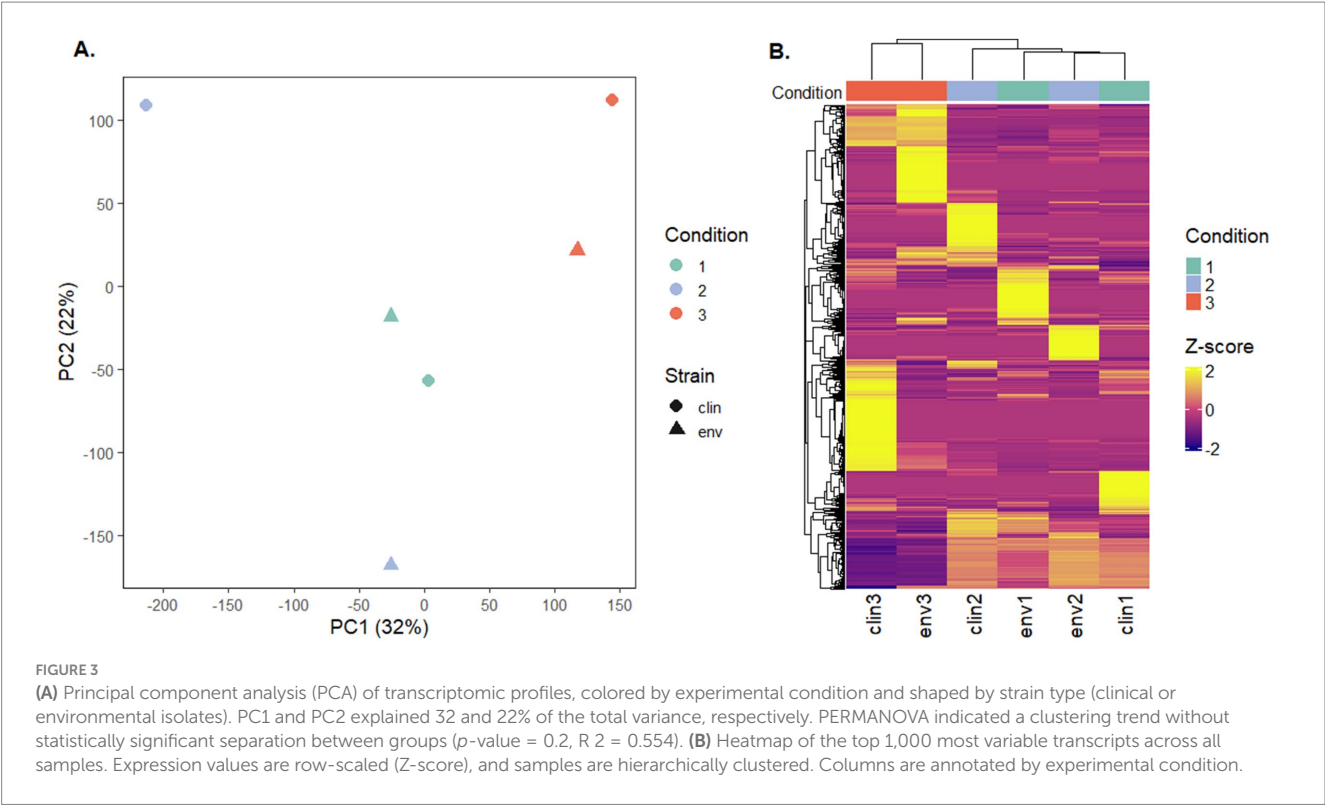 A.
100
50
0
-50
-100
-150
-200
-150
-100
-50
0
50
100
150
PC2 (22%)
PC1 (32%)
Condition
1
2
3
Strain
clin
env
B.
Condition
clin3
env3
clin2
env1
env2
clin1
Condition
1
2
3
Z-score
2
0
-2
FIGURE 3
(A) Principal component analysis (PCA) of transcriptomic profiles, colored by experimental condition and shaped by strain type (clinical or
environmental isolates). PC1 and PC2 explained 32 and 22% of the total variance, respectively. PERMANOVA indicated a clustering trend without
statistically significant separation between groups (p-value = 0.2, R 2 = 0.554). (B) Heatmap of the top 1,000 most variable transcripts across all
samples. Expression values are row-scaled (Z-score), and samples are hierarchically clustered. Columns are annotated by experimental condition.